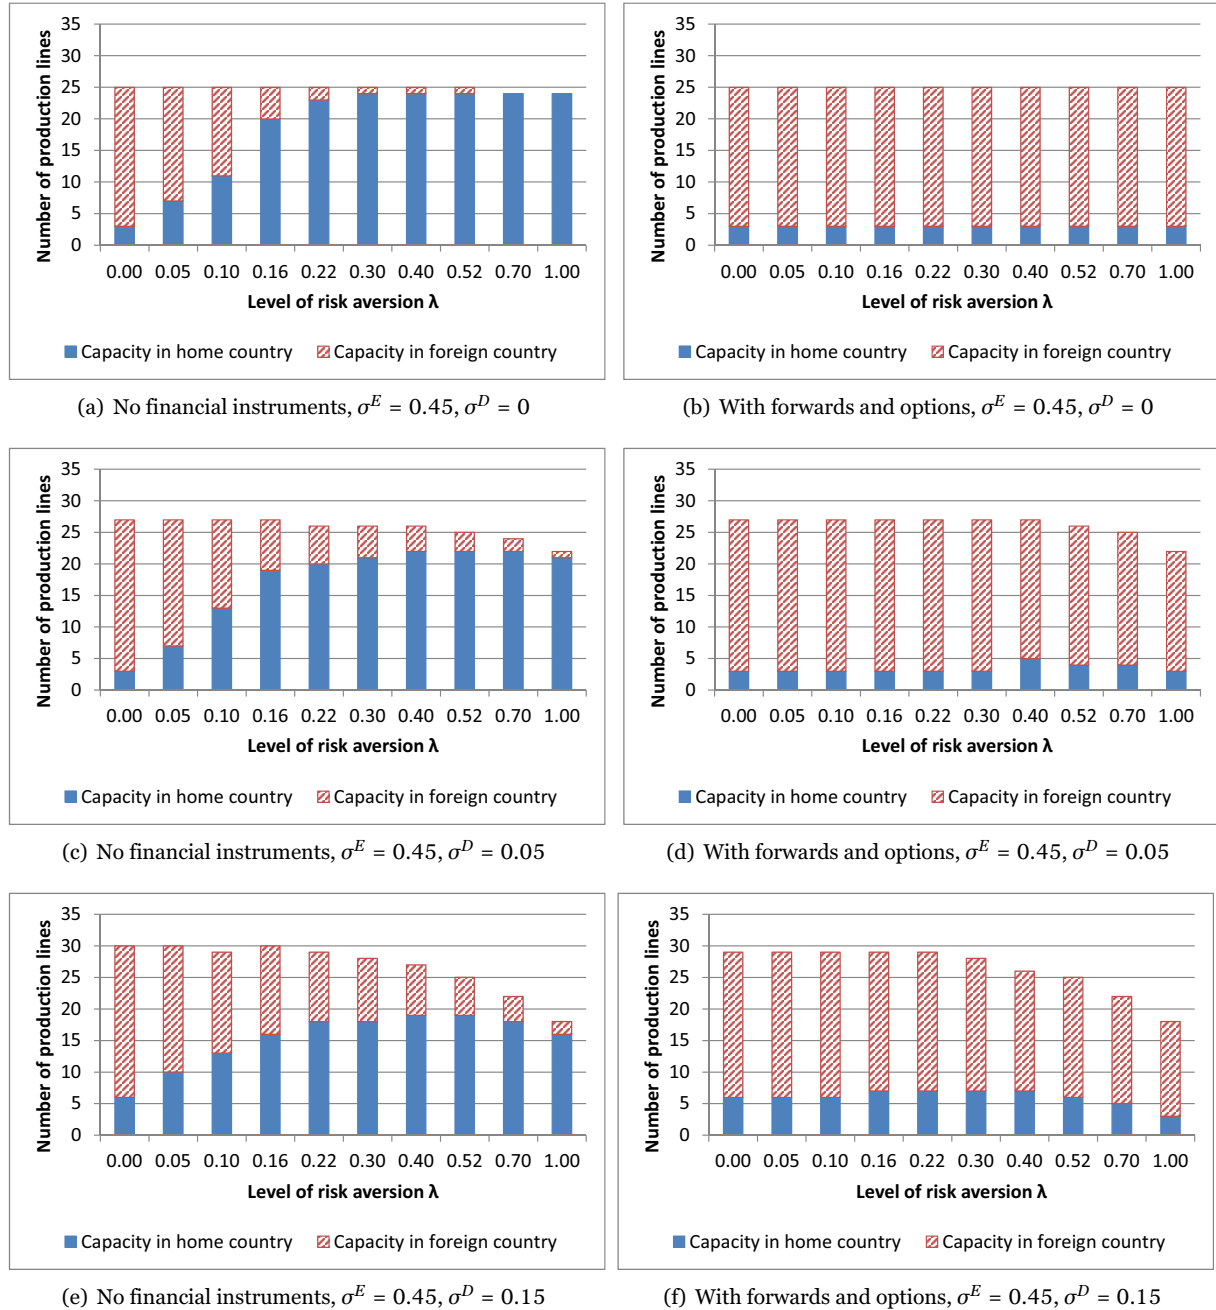 35
30
25
20
15
10
5
0
Number of production lines
0.00 0.05 0.10 0.16 0.22 0.30 0.40 0.52 0.70 1.00
Level of risk aversion λ
Capacity in home country Capacity in foreign country
(a) No financial instruments, σ^E = 0.45, σ^D = 0
35
30
25
20
15
10
5
0
Number of production lines
0.00 0.05 0.10 0.16 0.22 0.30 0.40 0.52 0.70 1.00
Level of risk aversion λ
Capacity in home country Capacity in foreign country
(b) With forwards and options, σ^E = 0.45, σ^D = 0
35
30
25
20
15
10
5
0
Number of production lines
0.00 0.05 0.10 0.16 0.22 0.30 0.40 0.52 0.70 1.00
Level of risk aversion λ
Capacity in home country Capacity in foreign country
(c) No financial instruments, σ^E = 0.45, σ^D = 0.05
35
30
25
20
15
10
5
0
Number of production lines
0.00 0.05 0.10 0.16 0.22 0.30 0.40 0.52 0.70 1.00
Level of risk aversion λ
Capacity in home country Capacity in foreign country
(d) With forwards and options, σ^E = 0.45, σ^D = 0.05
35
30
25
20
15
10
5
0
Number of production lines
0.00 0.05 0.10 0.16 0.22 0.30 0.40 0.52 0.70 1.00
Level of risk aversion λ
Capacity in home country Capacity in foreign country
(e) No financial instruments, σ^E = 0.45, σ^D = 0.15
35
30
25
20
15
10
5
0
Number of production lines
0.00 0.05 0.10 0.16 0.22 0.30 0.40 0.52 0.70 1.00
Level of risk aversion λ
Capacity in home country Capacity in foreign country
(f) With forwards and options, σ^E = 0.45, σ^D = 0.15